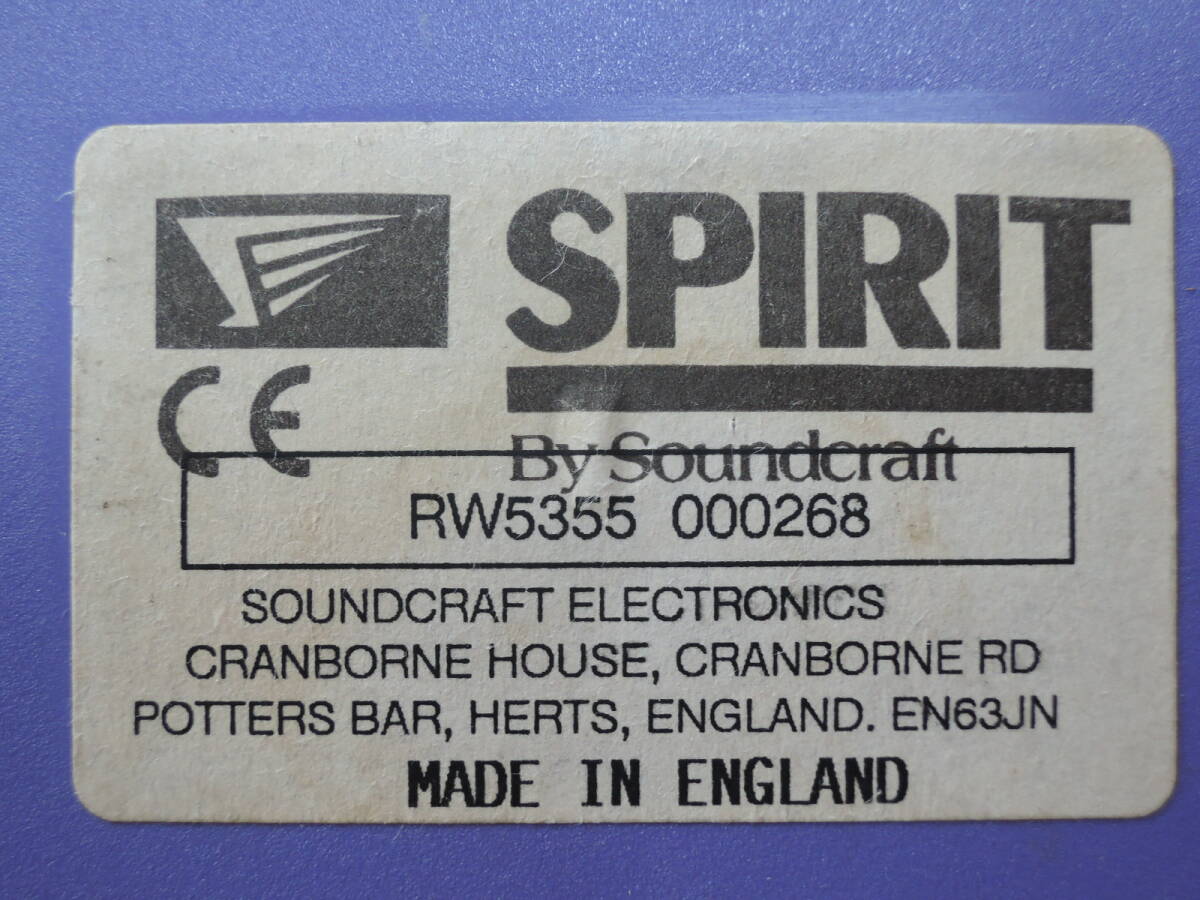 SPIRIT
CE
By Soundcraft
RW5355 000268
SOUNDCRAFT ELECTRONICS
CRANBORNE HOUSE, CRANBORNE RD
POTTERS BAR, HERTS, ENGLAND. EN63JN
MADE IN ENGLAND